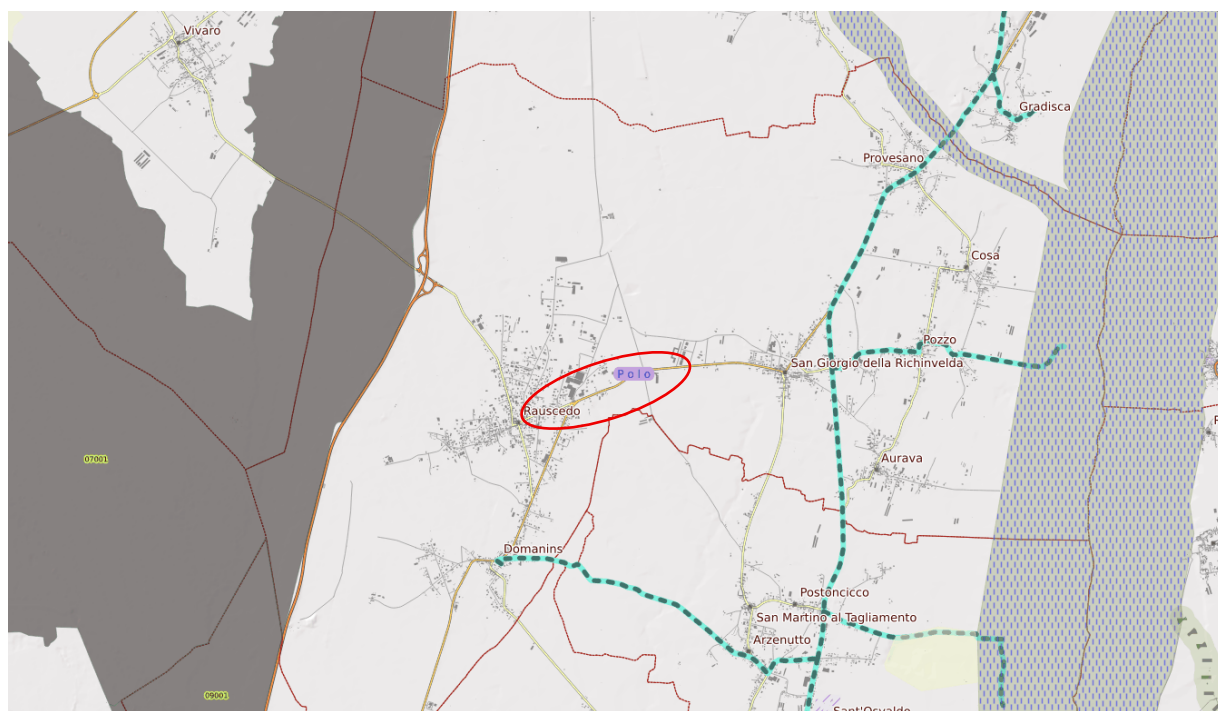 Vivaro
Gradisca
Provesano
Cosa
Pozzo
San Giorgio della Richinvelda
Polo
Rauscedo
Aurava
07001
Domanins
Postoncicco
San Martino al Tagliamento
Arzenutto
09001
Sant'Osvaldo